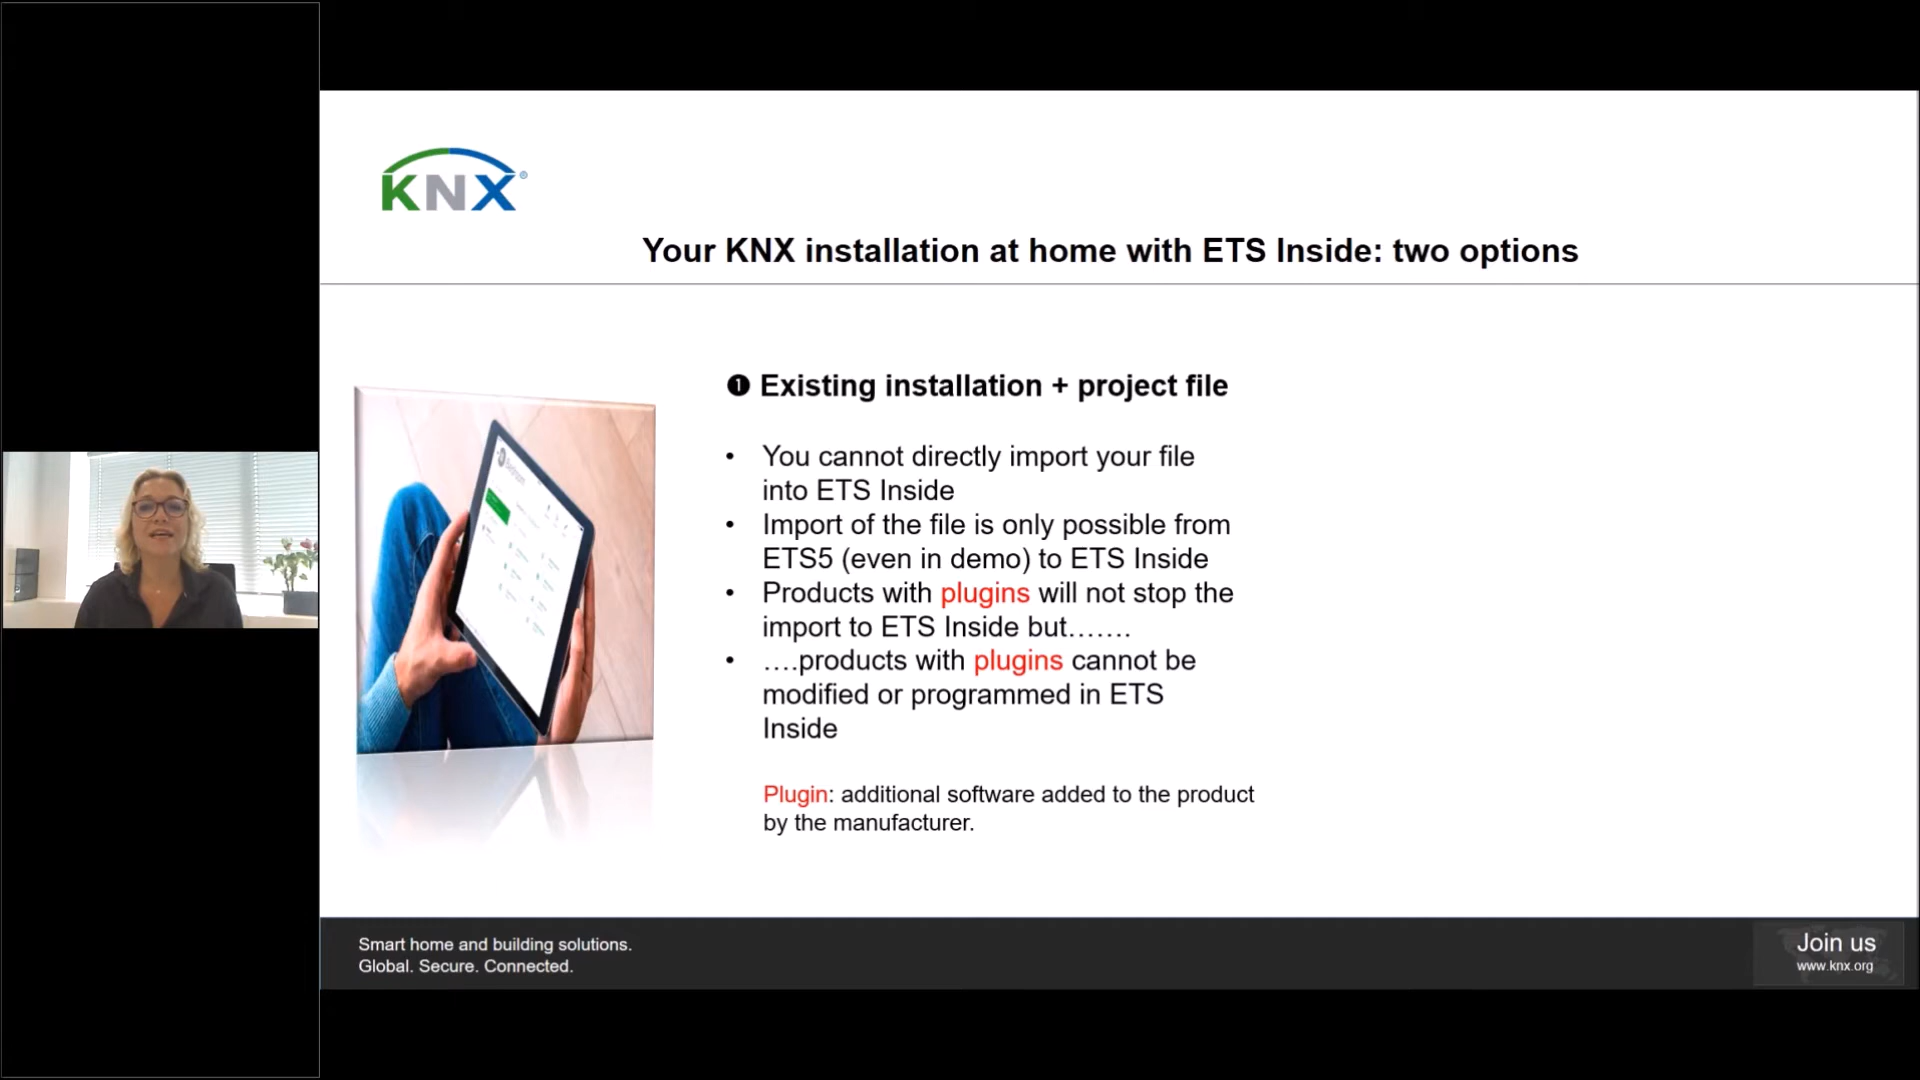 KNX®
Your KNX installation at home with ETS Inside: two options
❶ Existing installation + project file
• You cannot directly import your file
into ETS Inside
• Import of the file is only possible from
ETS5 (even in demo) to ETS Inside
• Products with plugins will not stop the
import to ETS Inside but…….
• ….products with plugins cannot be
modified or programmed in ETS
Inside
Plugin: additional software added to the product
by the manufacturer.
Smart home and building solutions.
Global. Secure. Connected.
Join us
www.knx.org